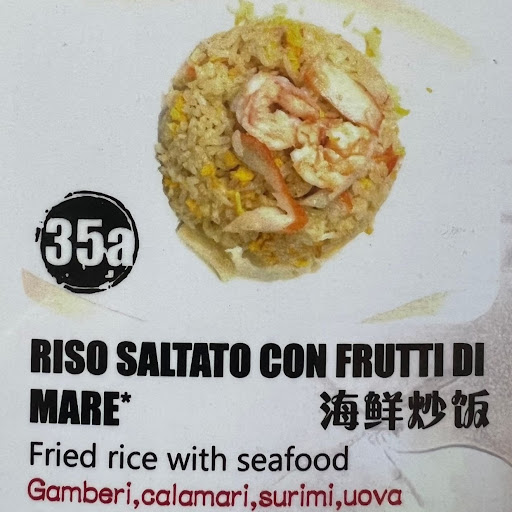 35a
RISO SALTATO CON FRUTTI DI
MARE* 海鲜炒饭
Fried rice with seafood
Gamberi,calamari,surimi,uova